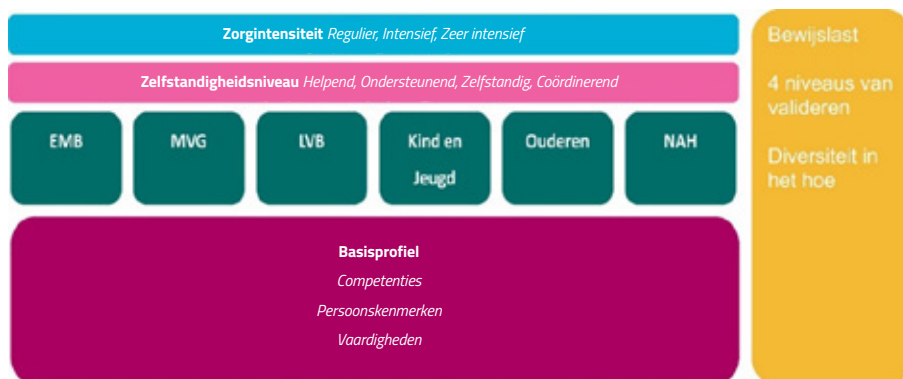 Zorgintensiteit Regulier, Intensief, Zeer intensief
Zelfstandigheidsniveau Helpend, Ondersteunend, Zelfstandig, Coördinerend
EMB
MVG
LVB
Kind en
Jeugd
Ouderen
NAH
Basisprofiel
Competenties
Persoonskenmerken
Vaardigheden
Bewijslast
4 niveaus van
valideren
Diversiteit in
het hoe